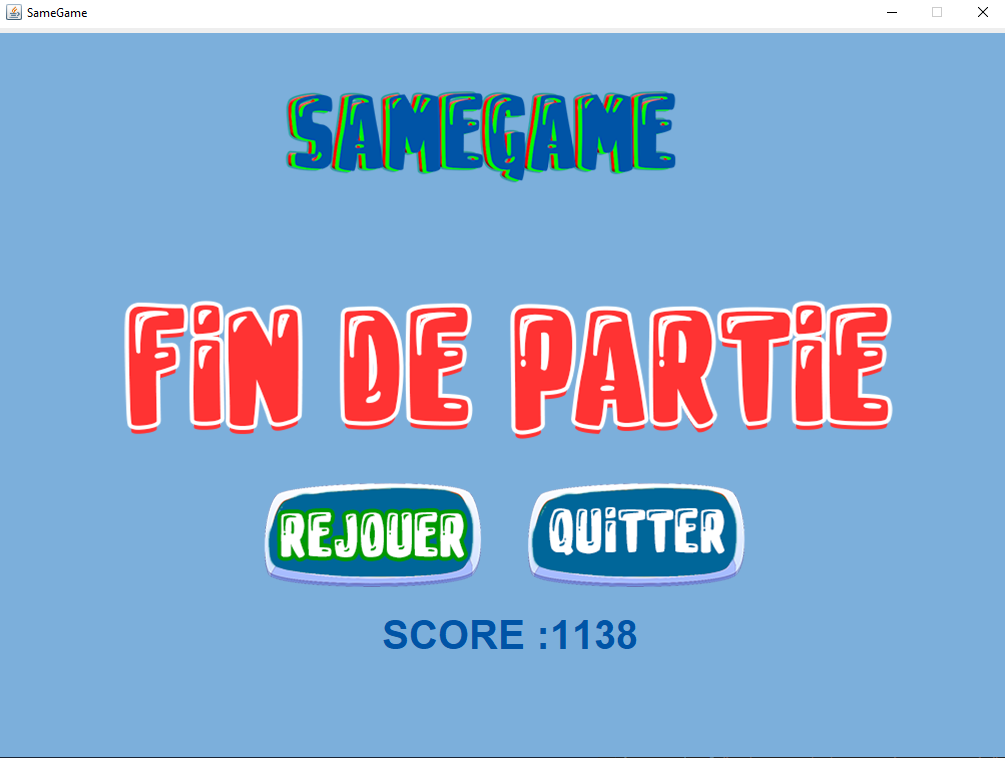 SameGame
SAMEGAME
FiN DE PARTiE
REJOUER QUiTTER
SCORE :1138